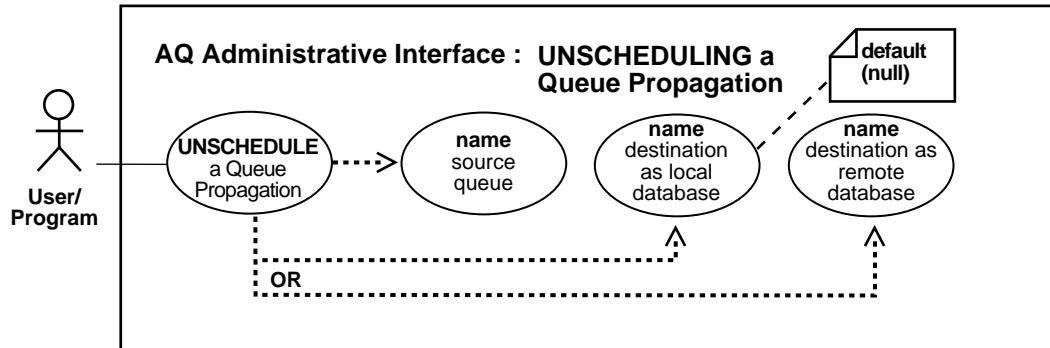 AQ Administrative Interface : UNSCHEDULING a
Queue Propagation
default
(null)
User/
Program
UNSCHEDULE
a Queue
Propagation
name
source
queue
name
destination
as local
database
name
destination as
remote
database
OR